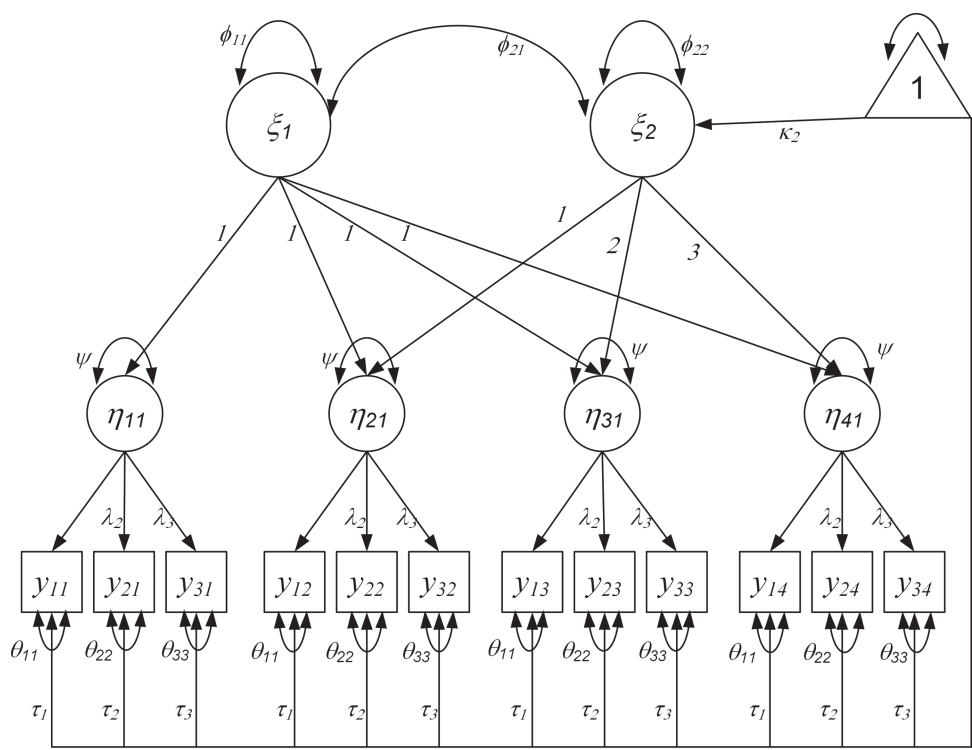 ϕ11 ϕ21 ϕ22
ξ1 ξ2 1
κ2
1 1 1 1 1 2 3
ψ ψ ψ ψ
η11 η21 η31 η41
λ2 λ3 λ2 λ3 λ2 λ3 λ2 λ3
y11 y21 y31 y12 y22 y32 y13 y23 y33 y14 y24 y34
θ11 θ22 θ33 θ11 θ22 θ33 θ11 θ22 θ33 θ11 θ22 θ33
τ1 τ2 τ3 τ1 τ2 τ3 τ1 τ2 τ3 τ1 τ2 τ3